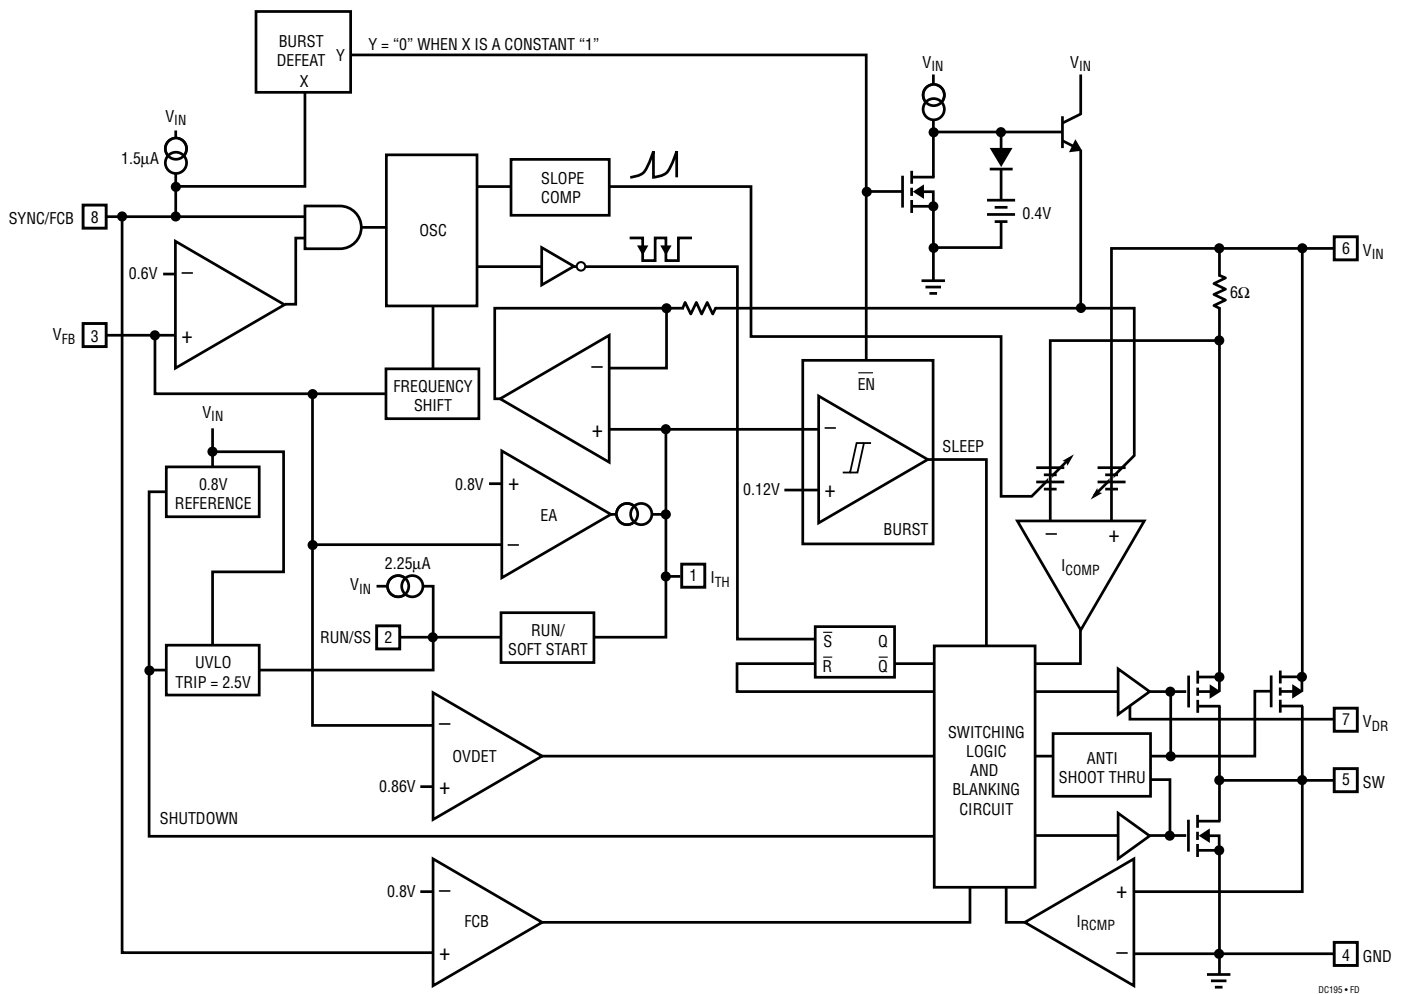 BURST
DEFEAT
Y
X
Y = “0” WHEN X IS A CONSTANT “1”
VIN
1.5µA
SYNC/FCB 8
0.6V
−
+
VFB 3
OSC
SLOPE
COMP
FREQUENCY
SHIFT
VIN
VIN
0.4V
6 VIN
6Ω
−
+
EN
−
+
0.12V
BURST
SLEEP
−
+
ICOMP
VIN
0.8V
REFERENCE
0.8V
+
−
EA
2.25µA
VIN
RUN/SS 2
RUN/
SOFT START
1 ITH
UVLO
TRIP = 2.5V
S
Q
R
Q
−
+
OVDET
0.86V
SHUTDOWN
SWITCHING
LOGIC
AND
BLANKING
CIRCUIT
ANTI
SHOOT THRU
7 VDR
5 SW
0.8V
−
+
FCB
+
−
IRCMP
4 GND
DC195 • FD